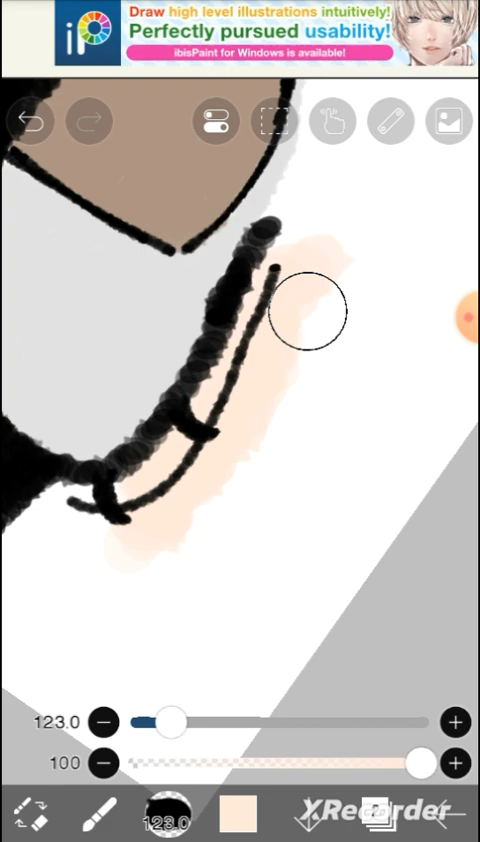 iP
Draw high level illustrations intuitively!
Perfectly pursued usability!
ibisPaint for Windows is available!
123.0
100
123.0
XRecorder